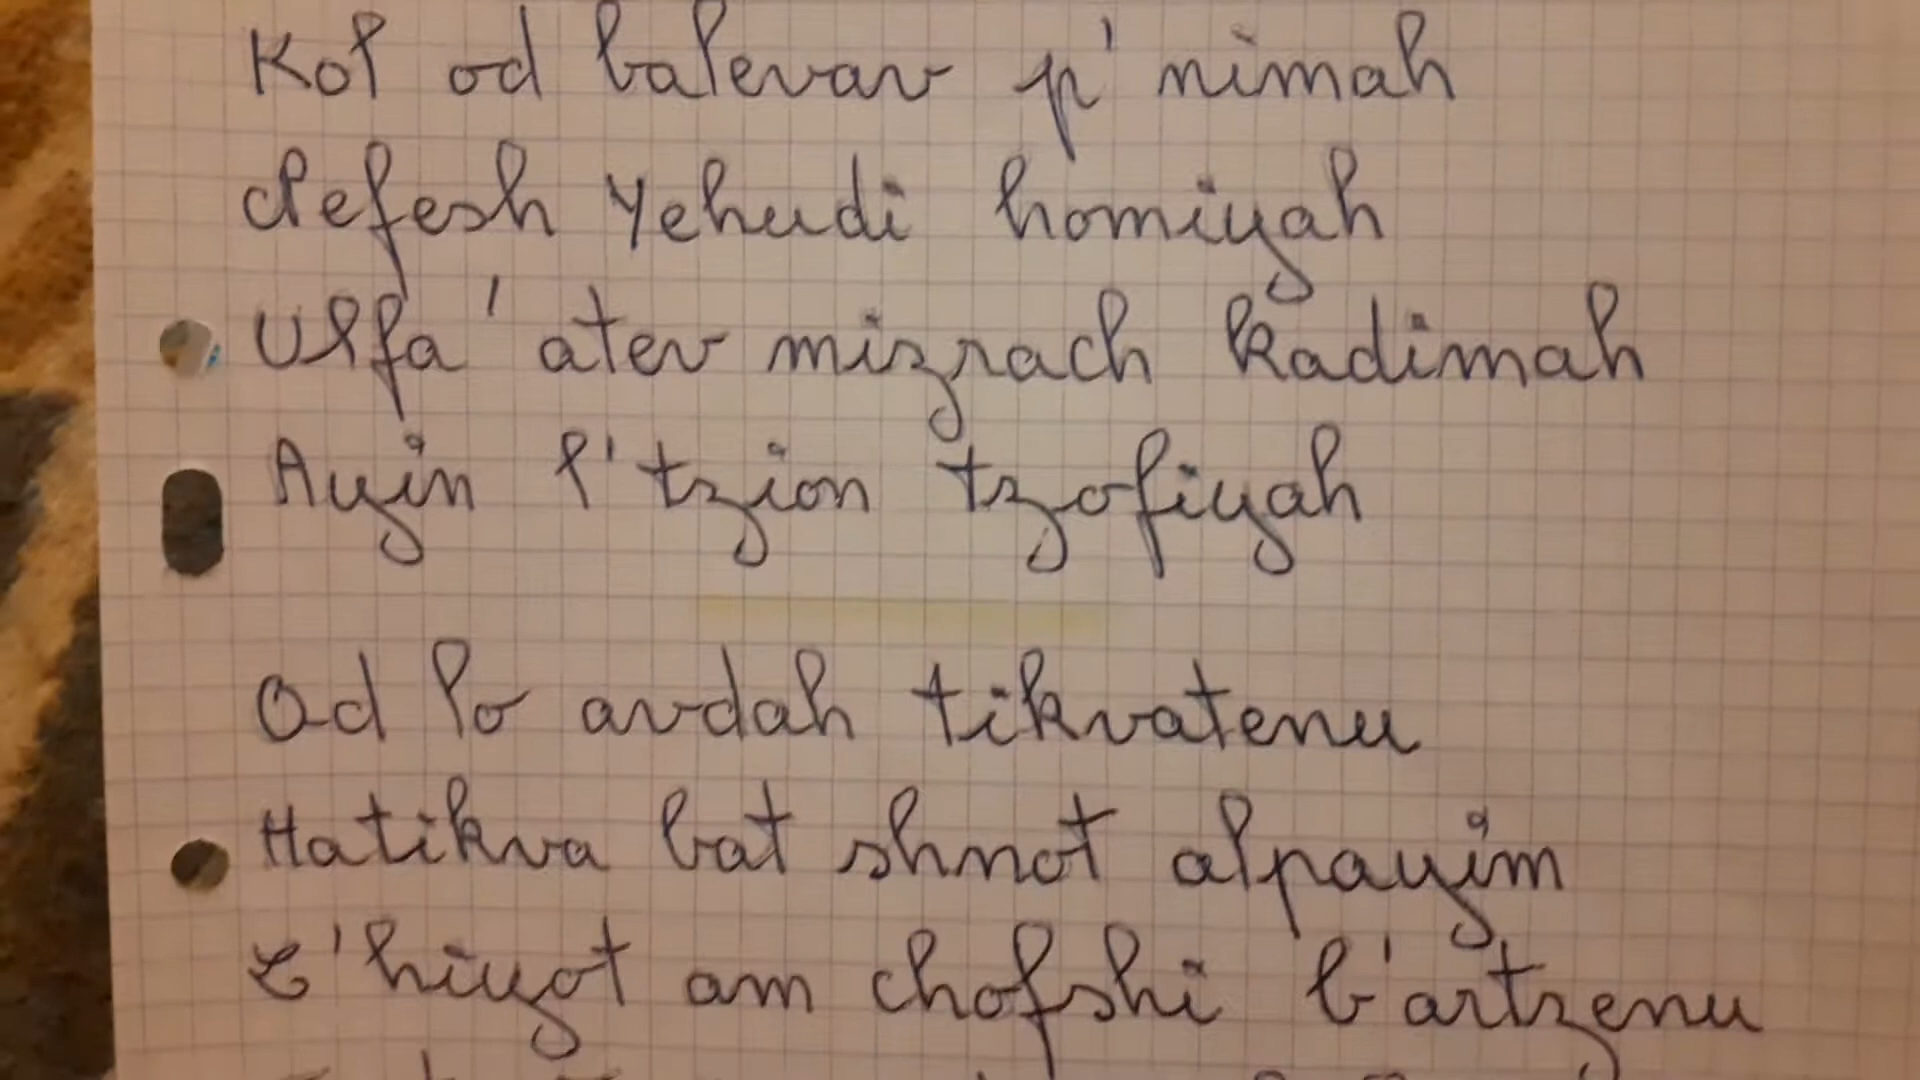 Kol od balevav p'nimah
Nefesh Yehudi homiyah
Ulfa'atev mizrach kadimah
Ayin l'tzion tzofiyah
Od lo avdah tikvatenu
Hatikva bat shnot alpayim
L'hiyot am chofshi b'artzenu